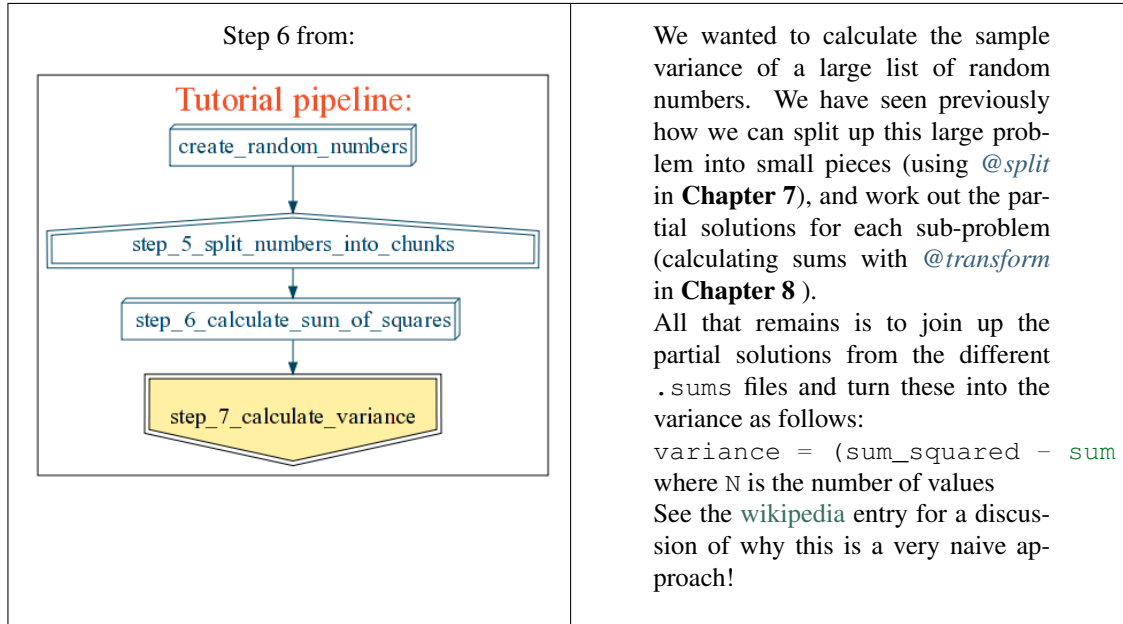 Step 6 from:
Tutorial pipeline:
create_random_numbers
step_5_split_numbers_into_chunks
step_6_calculate_sum_of_squares
step_7_calculate_variance
We wanted to calculate the sample
variance of a large list of random
numbers. We have seen previously
how we can split up this large prob-
lem into small pieces (using @split
in Chapter 7), and work out the par-
tial solutions for each sub-problem
(calculating sums with @transform
in Chapter 8 ).
All that remains is to join up the
partial solutions from the different
.sums files and turn these into the
variance as follows:
variance = (sum_squared - sum
where N is the number of values
See the wikipedia entry for a discus-
sion of why this is a very naive ap-
proach!